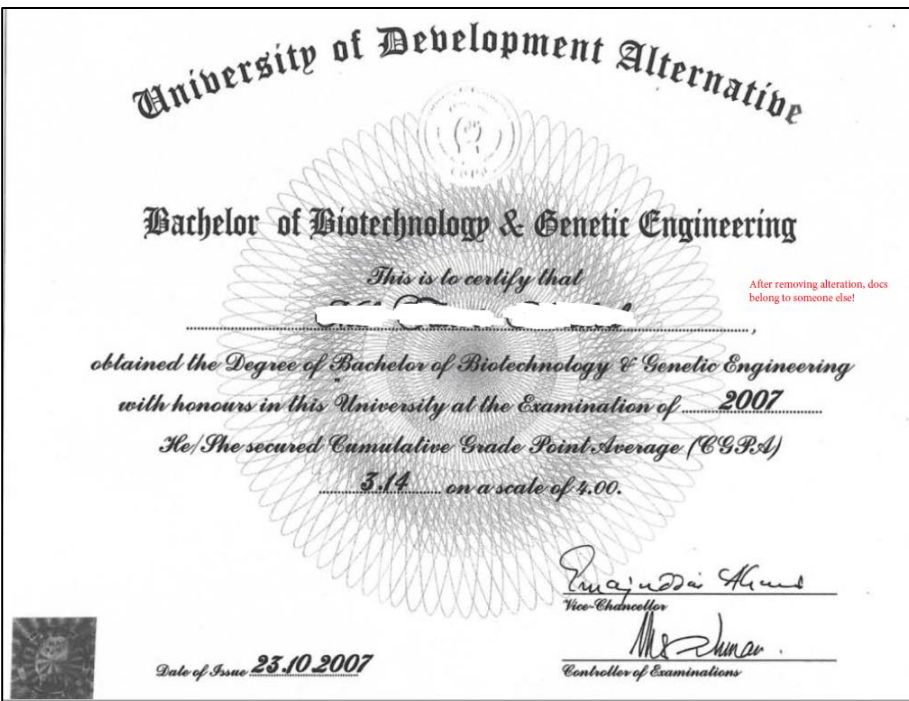 University of Development Alternative
Bachelor of Biotechnology & Genetic Engineering
This is to certify that
After removing alteration, docs
belong to someone else!
obtained the Degree of Bachelor of Biotechnology & Genetic Engineering
with honours in this University at the Examination of 2007
He/She secured Cumulative Grade Point Average (CGPA)
3.14 on a scale of 4.00.
Vice-Chancellor
Date of Issue 23.10.2007
Controller of Examinations